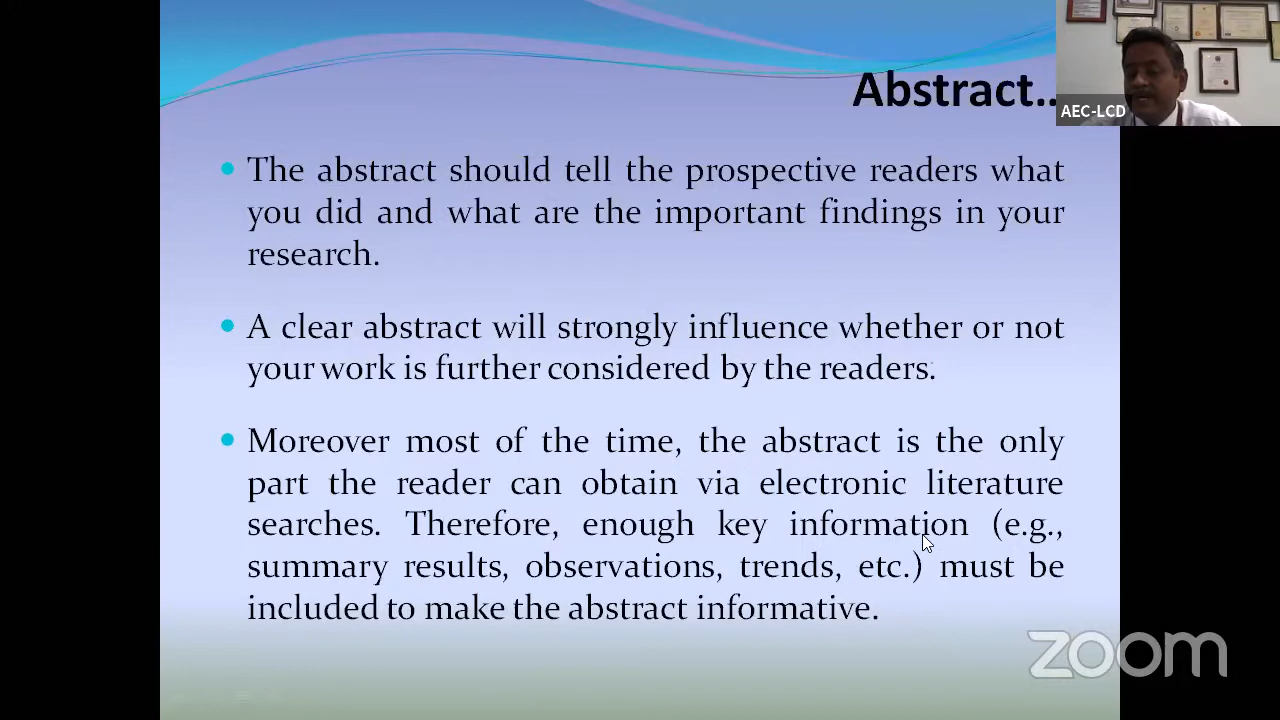 Abstract..
AEC-LCD
• The abstract should tell the prospective readers what
you did and what are the important findings in your
research.
• A clear abstract will strongly influence whether or not
your work is further considered by the readers.
• Moreover most of the time, the abstract is the only
part the reader can obtain via electronic literature
searches. Therefore, enough key information (e.g.,
summary results, observations, trends, etc.) must be
included to make the abstract informative.
zoom